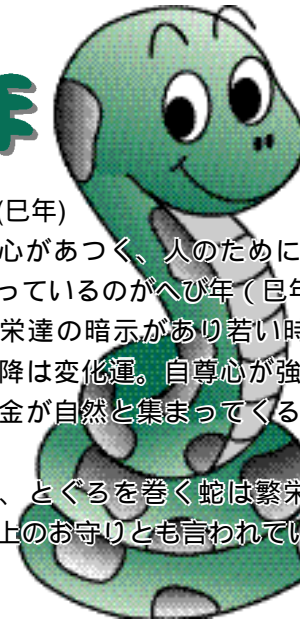 年
(巳年)
心があつく、人のために
っているのがへび年（巳年
栄達の暗示があり若い時
降は変化運。自尊心が強
金が自然と集まってくる
、とぐろを巻く蛇は繁栄
上のお守りとも言われてい